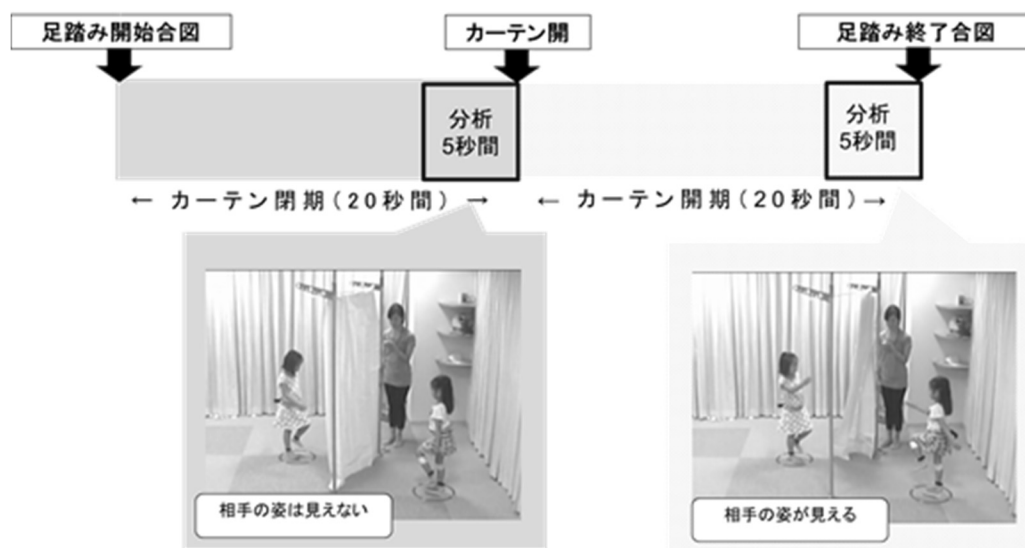 足踏み開始合図
カーテン開
足踏み終了合図
分析
5秒間
分析
5秒間
← カーテン閉期(20秒間) →
← カーテン開期(20秒間) →
相手の姿は見えない
相手の姿が見える